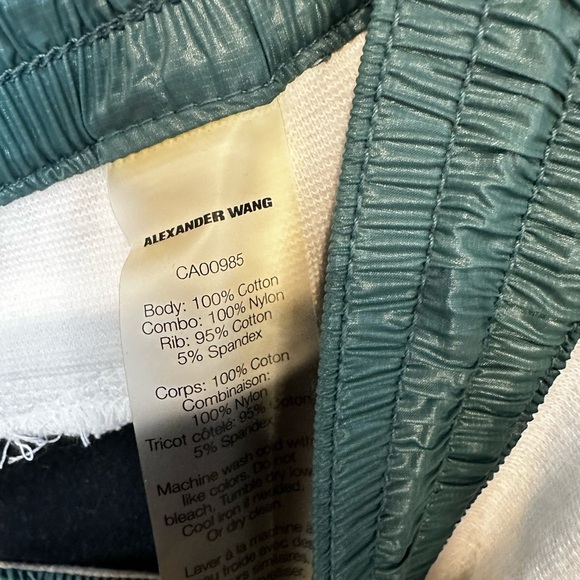 ALEXANDER WANG
CA00985
Body: 100% Cotton
Combo: 100% Nylon
Rib: 95% Cotton
5% Spandex
Corps: 100% Coton
Combinaison:
100% Nylon
Tricot côtelé: 95% Coton
5% Spandex
Machine wash cold with
like colors. Do not
bleach. Tumble dry low.
Cool iron if needed.
Or dry clean.
Laver à la machine à